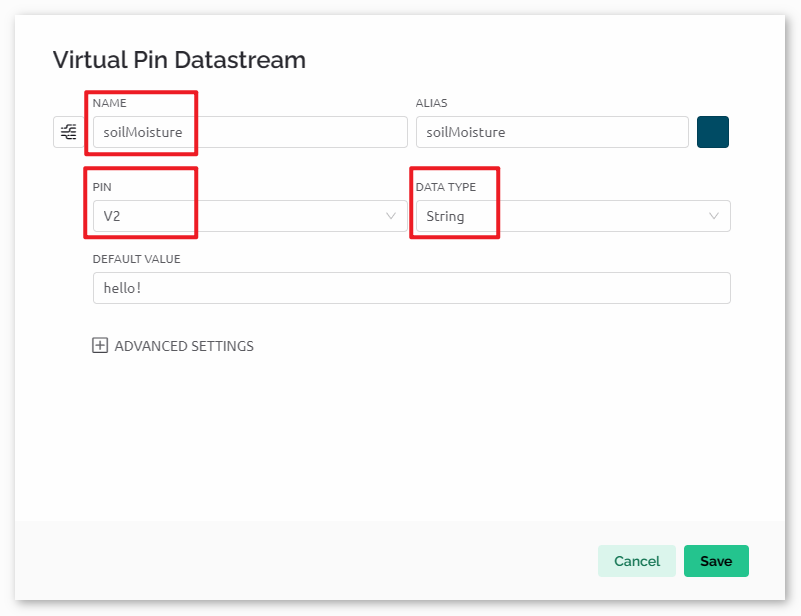 Virtual Pin Datastream
NAME
ALIAS
soilMoisture
soilMoisture
PIN
DATA TYPE
V2
String
DEFAULT VALUE
hello!
ADVANCED SETTINGS
Cancel
Save